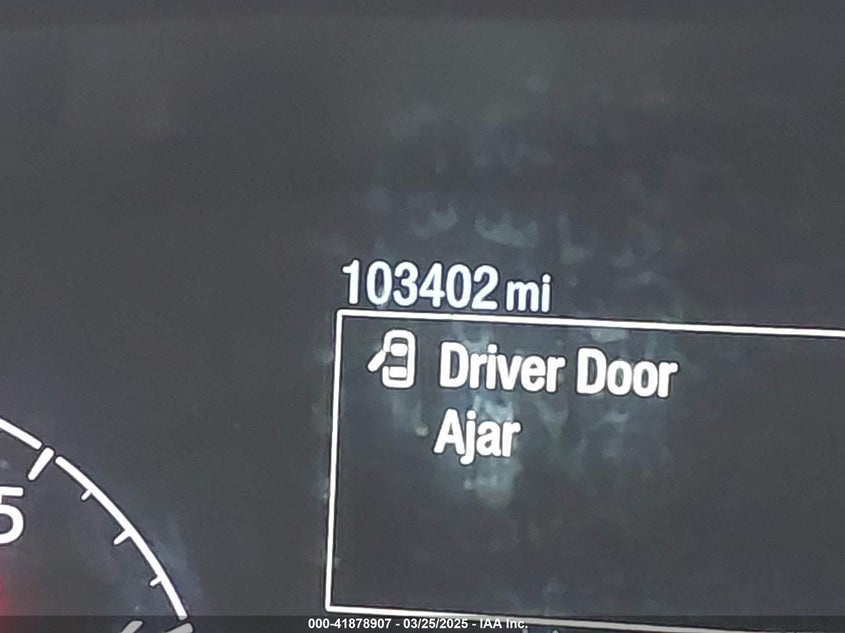 103402 mi
Driver Door
Ajar
5
000-41878907 - 03/25/2025 - IAA Inc.